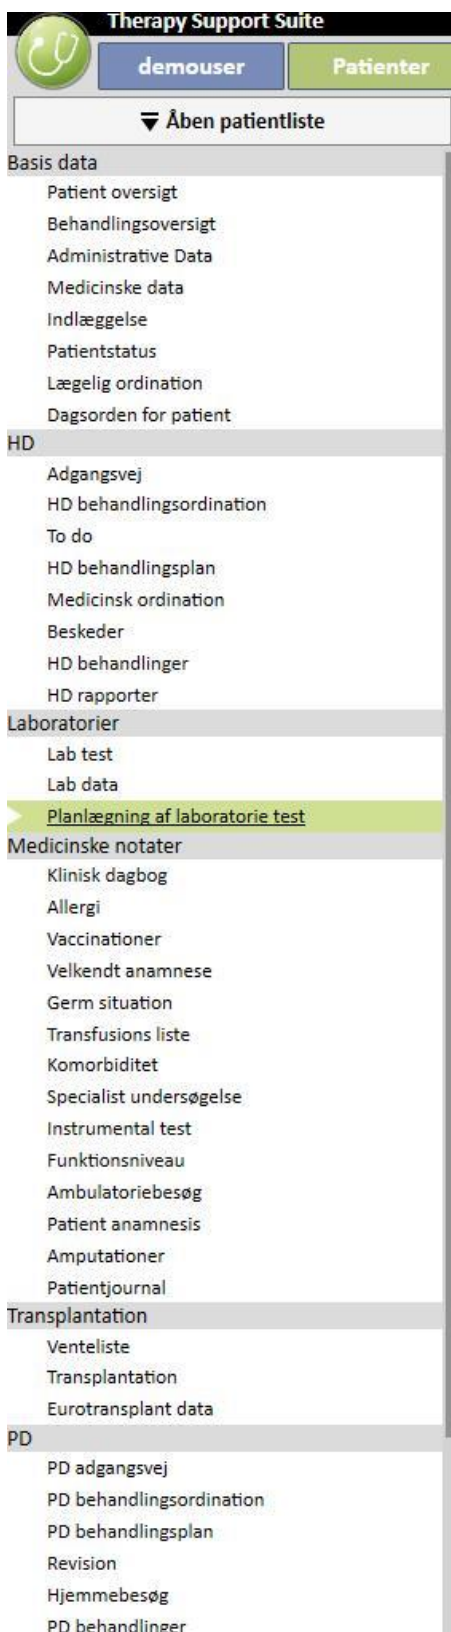 Therapy Support Suite
demouser
Patienter
Åben patientliste
Basis data
Patient oversigt
Behandlingsoversigt
Administrative Data
Medicinske data
Indlæggelse
Patientstatus
Lægelig ordination
Dagsorden for patient
HD
Adgangsvej
HD behandlingsordination
To do
HD behandlingsplan
Medicinsk ordination
Beskeder
HD behandlinger
HD rapporter
Laboratorier
Lab test
Lab data
Planlægning af laboratorie test
Medicinske notater
Klinisk dagbog
Allergi
Vaccinationer
Velkendt anamnese
Germ situation
Transfusions liste
Komorbiditet
Specialist undersøgelse
Instrumental test
Funktionsniveau
Ambulatoriebesøg
Patient anamnesis
Amputationer
Patientjournal
Transplantation
Venteliste
Transplantation
Eurotransplant data
PD
PD adgangsvej
PD behandlingsordination
PD behandlingsplan
Revision
Hjemmebesøg
PD behandlinger